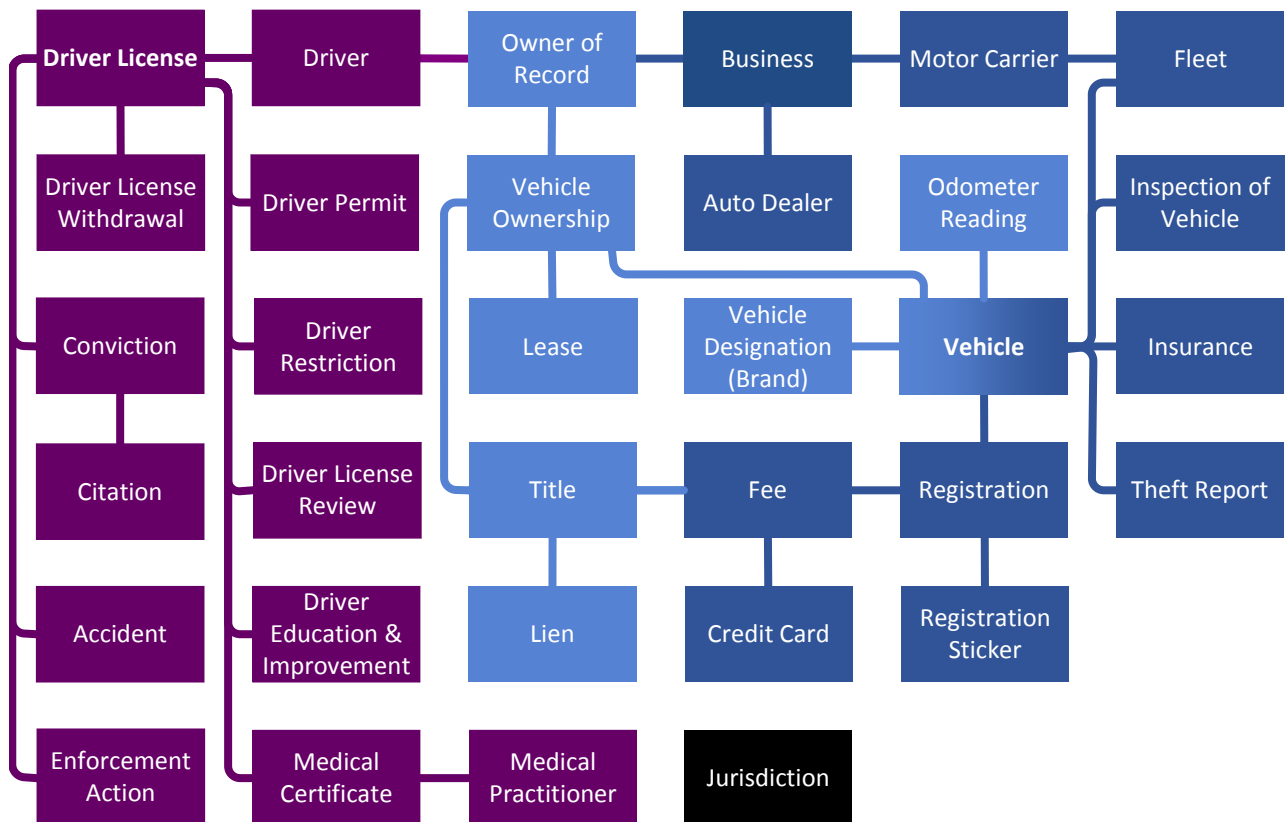 Driver License
Driver
Owner of
Record
Business
Motor Carrier
Fleet
Driver License
Withdrawal
Driver Permit
Vehicle
Ownership
Auto Dealer
Odometer
Reading
Inspection of
Vehicle
Conviction
Driver
Restriction
Lease
Vehicle
Designation
(Brand)
Vehicle
Insurance
Citation
Driver License
Review
Title
Fee
Registration
Theft Report
Accident
Driver
Education &
Improvement
Lien
Credit Card
Registration
Sticker
Enforcement
Action
Medical
Certificate
Medical
Practitioner
Jurisdiction